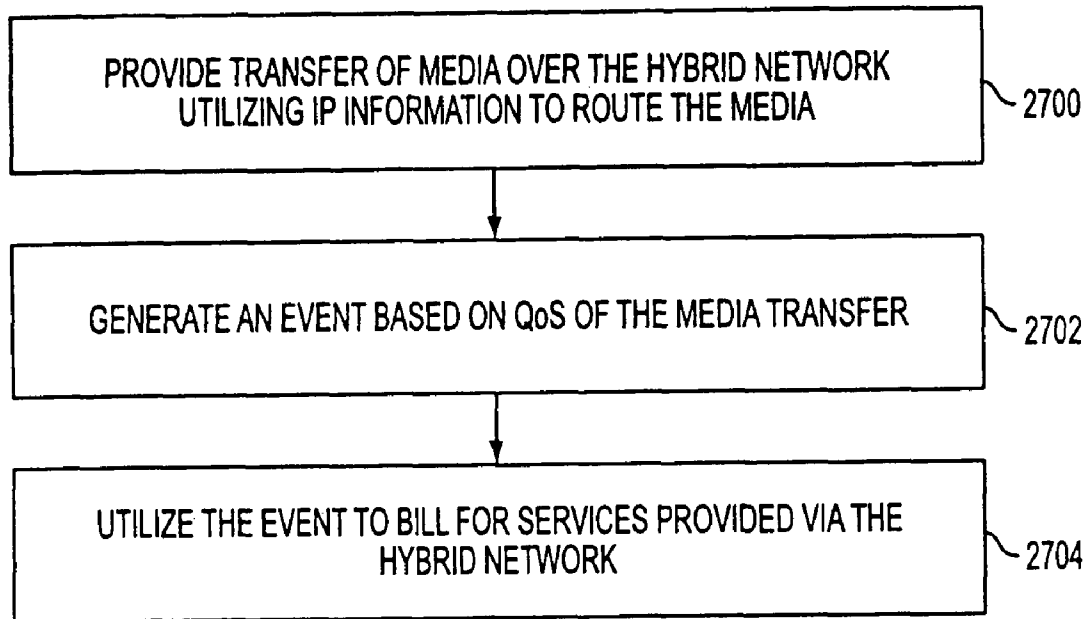 PROVIDE TRANSFER OF MEDIA OVER THE HYBRID NETWORK
UTILIZING IP INFORMATION TO ROUTE THE MEDIA
2700
GENERATE AN EVENT BASED ON QoS OF THE MEDIA TRANSFER
2702
UTILIZE THE EVENT TO BILL FOR SERVICES PROVIDED VIA THE
HYBRID NETWORK
2704